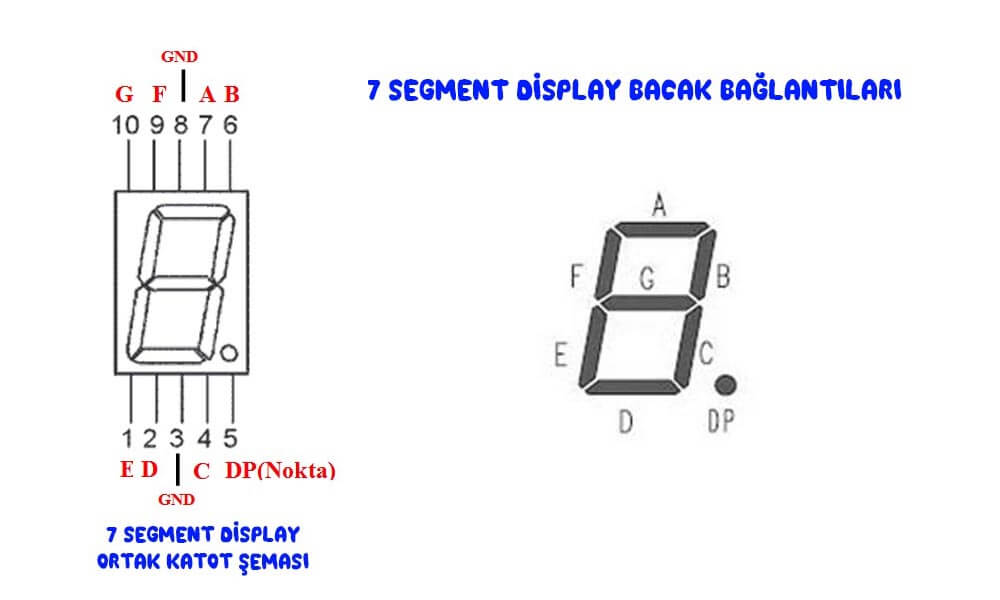 GND
G F A B
10 9 8 7 6
7 SEGMENT DİSPLAY BACAK BAĞLANTILARI
A
F G B
E C
D DP
1 2 3 4 5
E D C DP(Nokta)
GND
7 SEGMENT DİSPLAY
ORTAK KATOT ŞEMASI